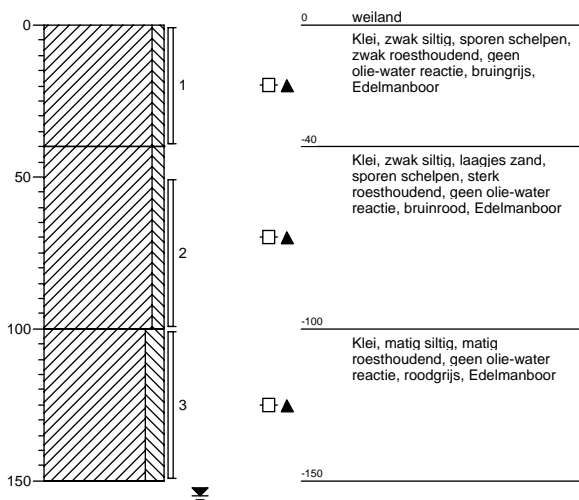 0
50
100
150
1
2
3
0
weiland
Klei, zwak siltig, sporen schelpen,
zwak roesthoudend, geen
olie-water reactie, bruingrijs,
Edelmanboor
-40
Klei, zwak siltig, laagjes zand,
sporen schelpen, sterk
roesthoudend, geen olie-water
reactie, bruinrood, Edelmanboor
-100
Klei, matig siltig, matig
roesthoudend, geen olie-water
reactie, roodgrijs, Edelmanboor
-150